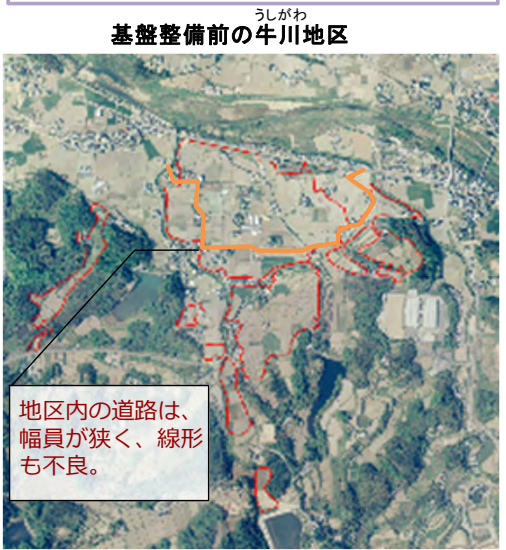 うしがわ
基盤整備前の牛川地区
地区内の道路は、
幅員が狭く、線形
も不良。